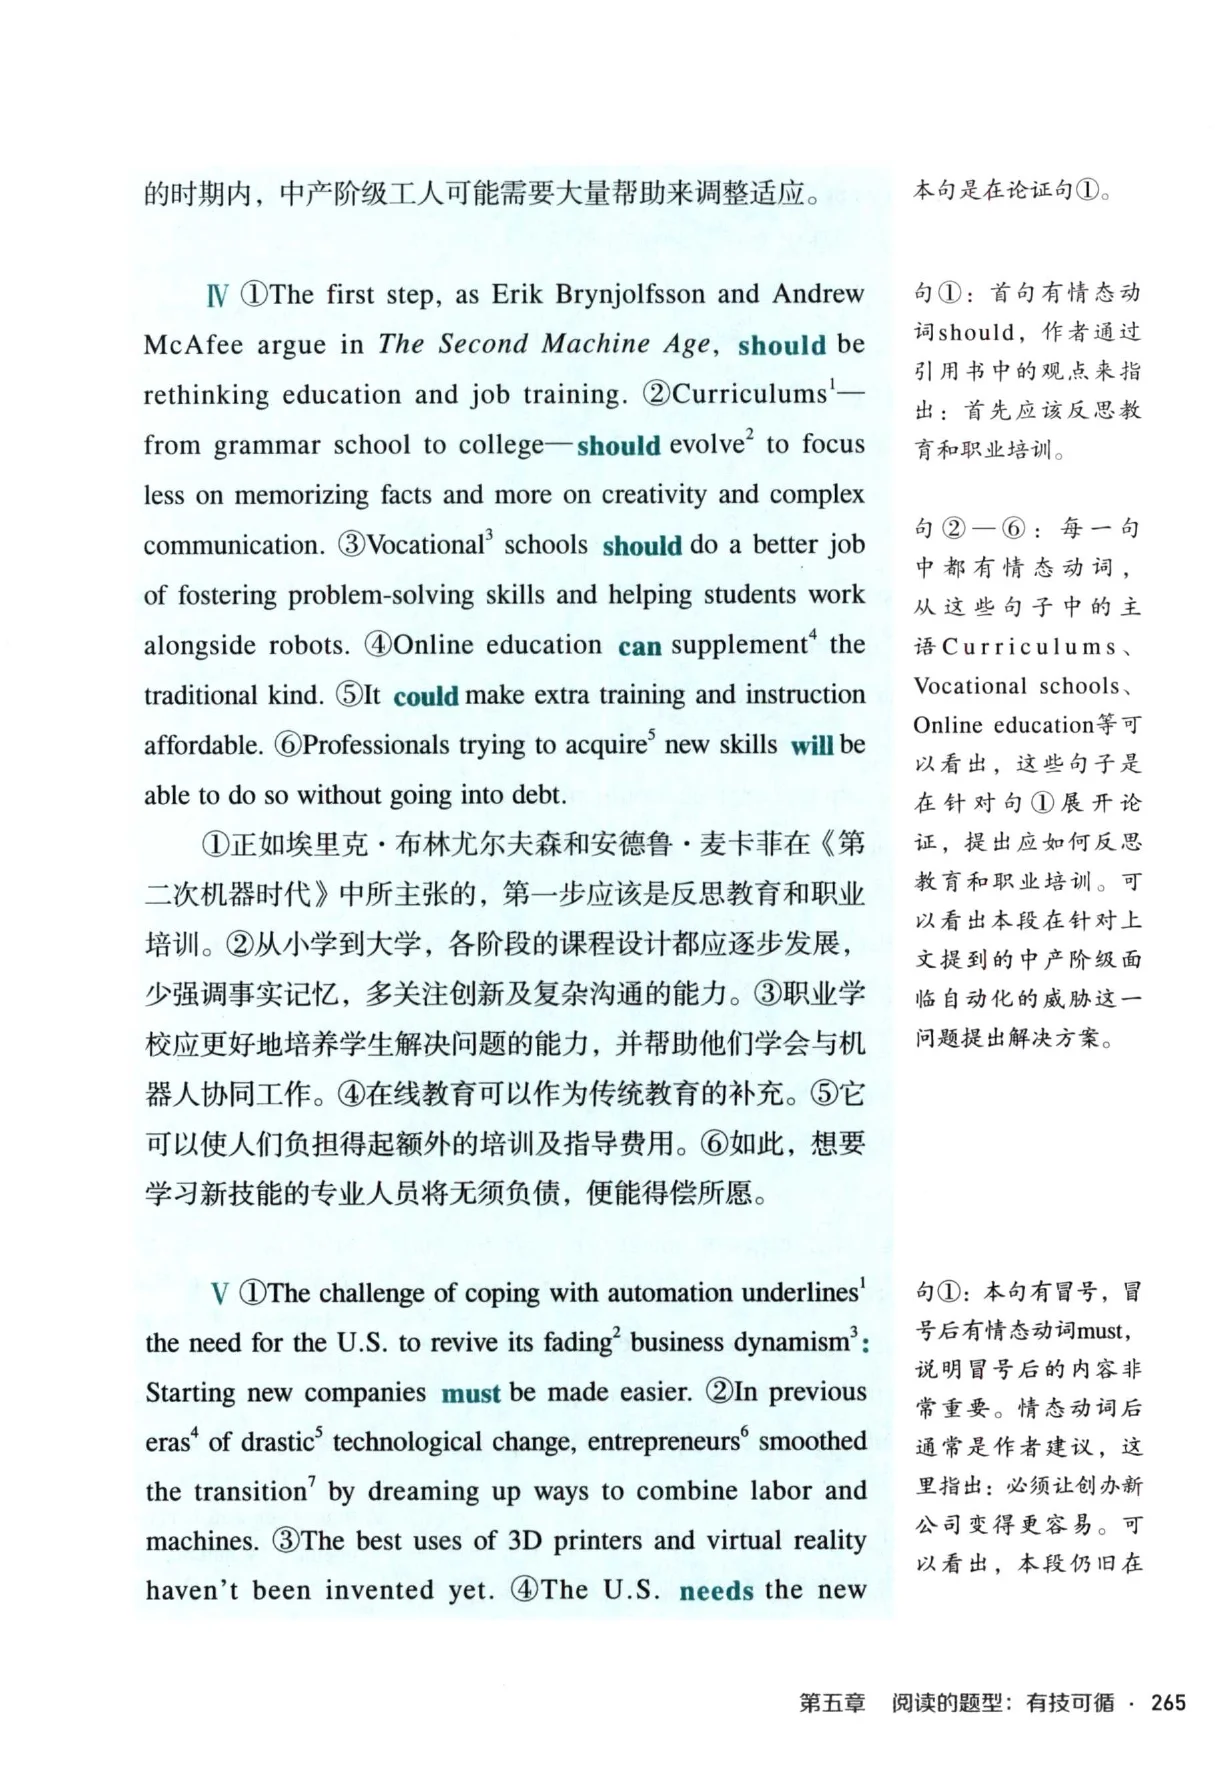 的时期内，中产阶级工人可能需要大量帮助来调整适应。
本句是在论证句①。
Ⅳ ①The first step, as Erik Brynjolfsson and Andrew
McAfee argue in The Second Machine Age, should be
rethinking education and job training. ②Curriculums¹—
from grammar school to college—should evolve² to focus
less on memorizing facts and more on creativity and complex
communication. ③Vocational³ schools should do a better job
of fostering problem-solving skills and helping students work
alongside robots. ④Online education can supplement⁴ the
traditional kind. ⑤It could make extra training and instruction
affordable. ⑥Professionals trying to acquire⁵ new skills will be
able to do so without going into debt.
①正如埃里克·布林尤尔夫森和安德鲁·麦卡菲在《第
二次机器时代》中所主张的，第一步应该是反思教育和职业
培训。②从小学到大学，各阶段的课程设计都应逐步发展，
少强调事实记忆，多关注创新及复杂沟通的能力。③职业学
校应更好地培养学生解决问题的能力，并帮助他们学会与机
器人协同工作。④在线教育可以作为传统教育的补充。⑤它
可以使人们负担得起额外的培训及指导费用。⑥如此，想要
学习新技能的专业人员将无须负债，便能得偿所愿。
句①：首句有情态动
词should，作者通过
引用书中的观点来指
出：首先应该反思教
育和职业培训。
句②—⑥：每一句
中都有情态动词，
从这些句子中的主
语Curriculums、
Vocational schools、
Online education等可
以看出，这些句子是
在针对句①展开论
证，提出应如何反思
教育和职业培训。可
以看出本段在针对上
文提到的中产阶级面
临自动化的威胁这一
问题提出解决方案。
Ⅴ ①The challenge of coping with automation underlines¹
the need for the U.S. to revive its fading² business dynamism³:
Starting new companies must be made easier. ②In previous
eras⁴ of drastic⁵ technological change, entrepreneurs⁶ smoothed
the transition⁷ by dreaming up ways to combine labor and
machines. ③The best uses of 3D printers and virtual reality
haven't been invented yet. ④The U.S. needs the new
句①：本句有冒号，冒
号后有情态动词must，
说明冒号后的内容非
常重要。情态动词后
通常是作者建议，这
里指出：必须让创办新
公司变得更容易。可
以看出，本段仍旧在
第五章 阅读的题型：有技可循 · 265